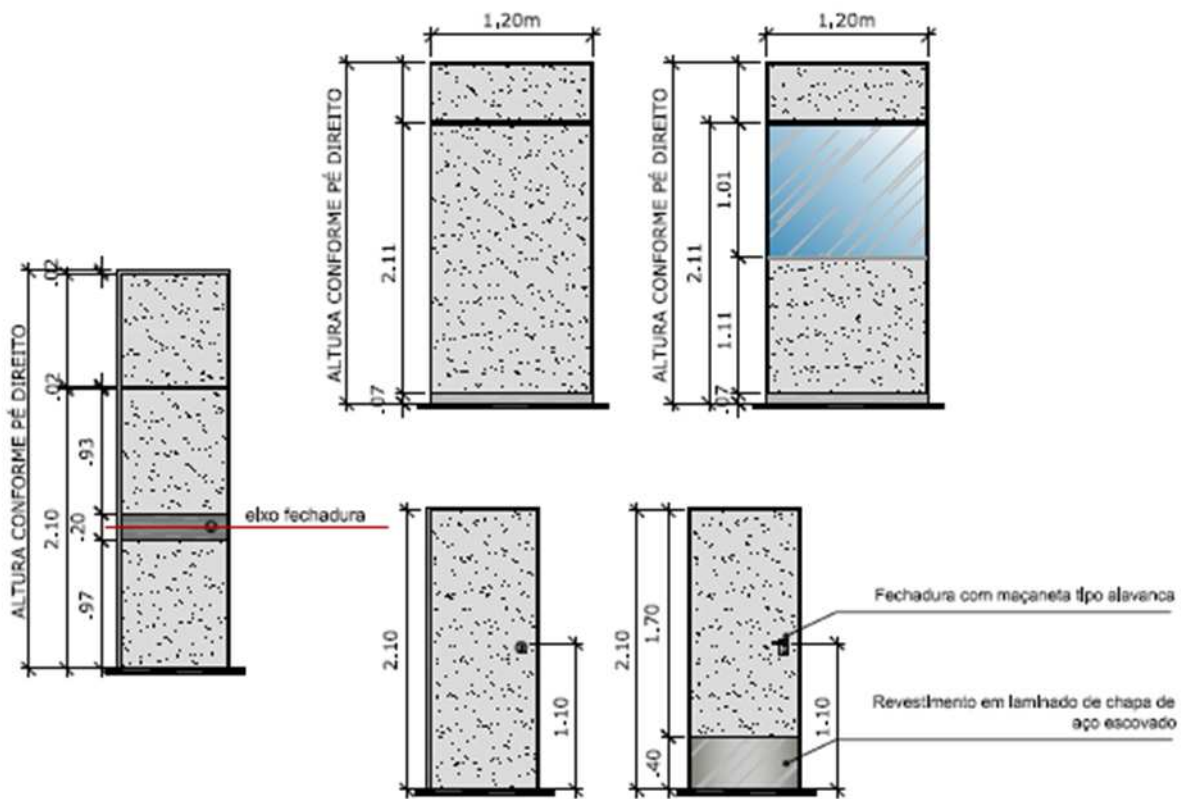 1,20m
ALTURA CONFORME PÉ DIREITO
2.11
.07
1,20m
ALTURA CONFORME PÉ DIREITO
2.11
1.01
1.11
.07
ALTURA CONFORME PÉ DIREITO
.02
.02
2.10
.93
.20
.97
eixo fechadura
2.10
1.10
2.10
1.70
.40
1.10
Fechadura com maçaneta tipo alavanca
Revestimento em laminado de chapa de
aço escovado